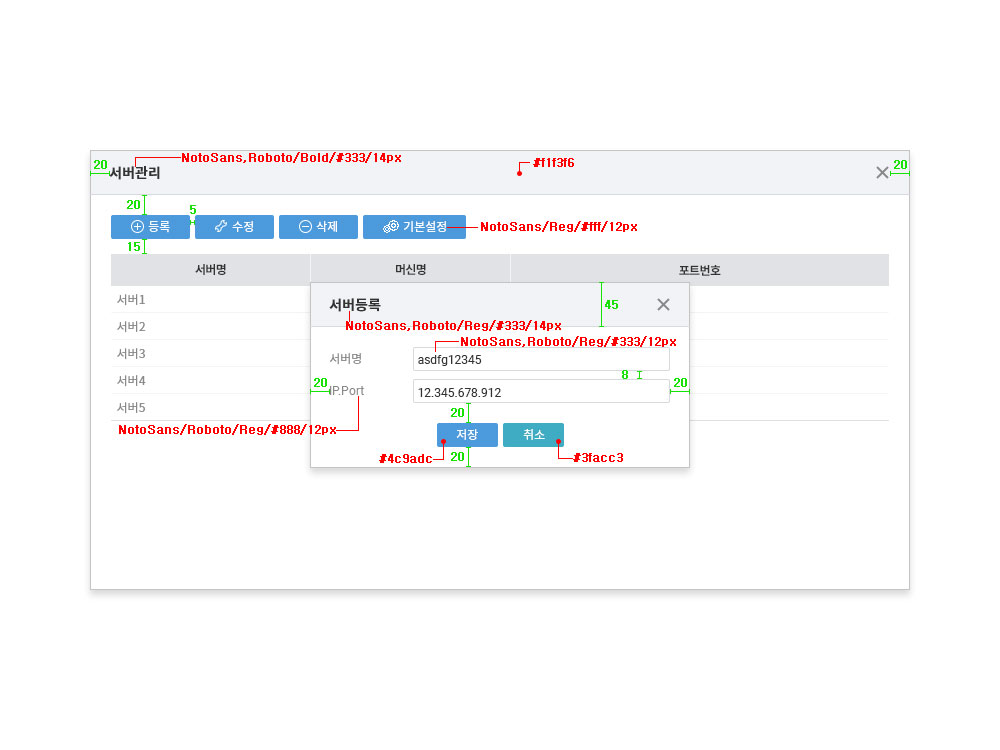 NotoSans,Roboto/Bold/#333/14px
20
서버관리
#f1f3f6
20
20
5
등록
수정
삭제
기본설정
NotoSans/Reg/#fff/12px
15
서버명
머신명
포트번호
서버1
서버2
서버3
서버4
서버5
서버등록
45
NotoSans,Roboto/Reg/#333/14px
NotoSans,Roboto/Reg/#333/12px
서버명
asdfg12345
8
20
IP.Port
12.345.678.912
20
20
NotoSans/Roboto/Reg/#888/12px
저장
취소
#4c9adc
20
#3facc3